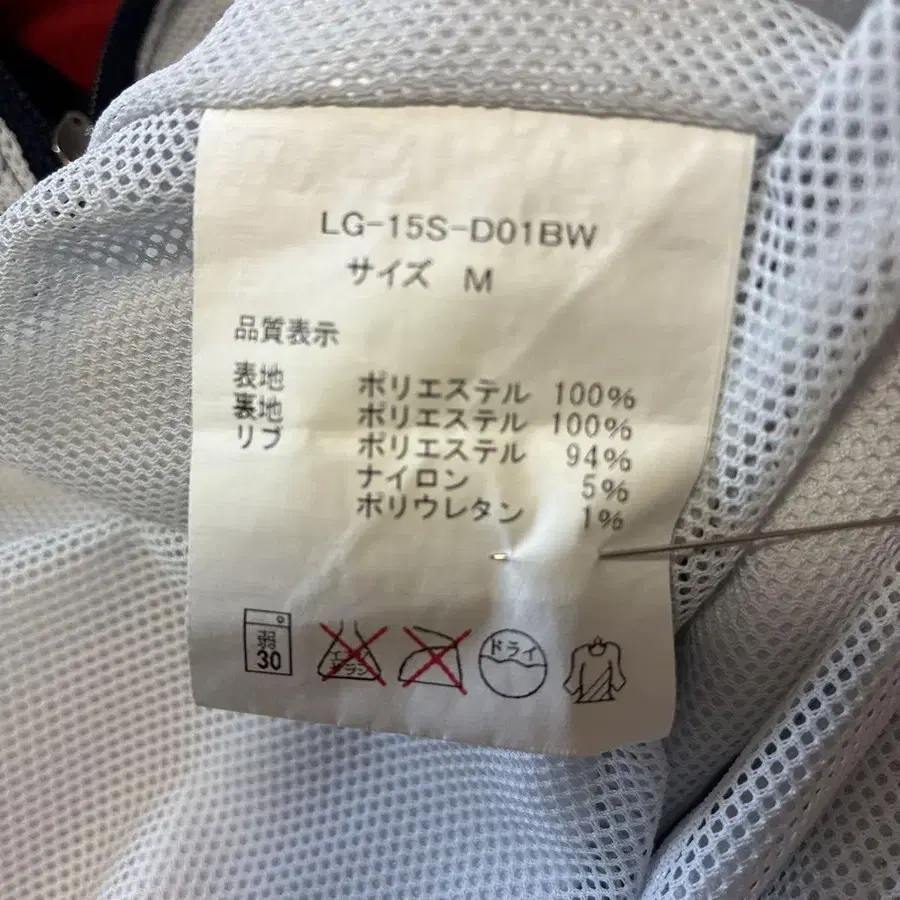 LG-15S-D01BW
サイズ M
品質表示
表地 ポリエステル 100%
裏地 ポリエステル 100%
リブ ポリエステル 94%
ナイロン 5%
ポリウレタン 1%
弱
30
ドライ